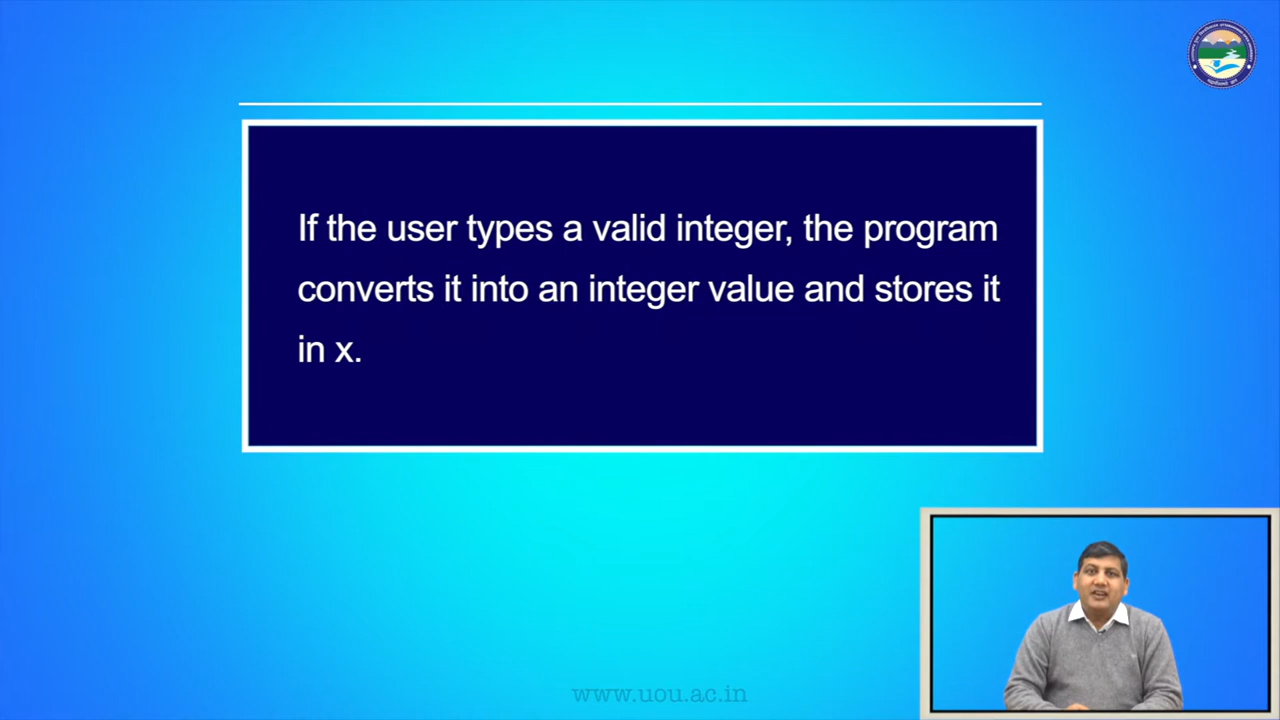 If the user types a valid integer, the program
converts it into an integer value and stores it
in x.
www.uou.ac.in